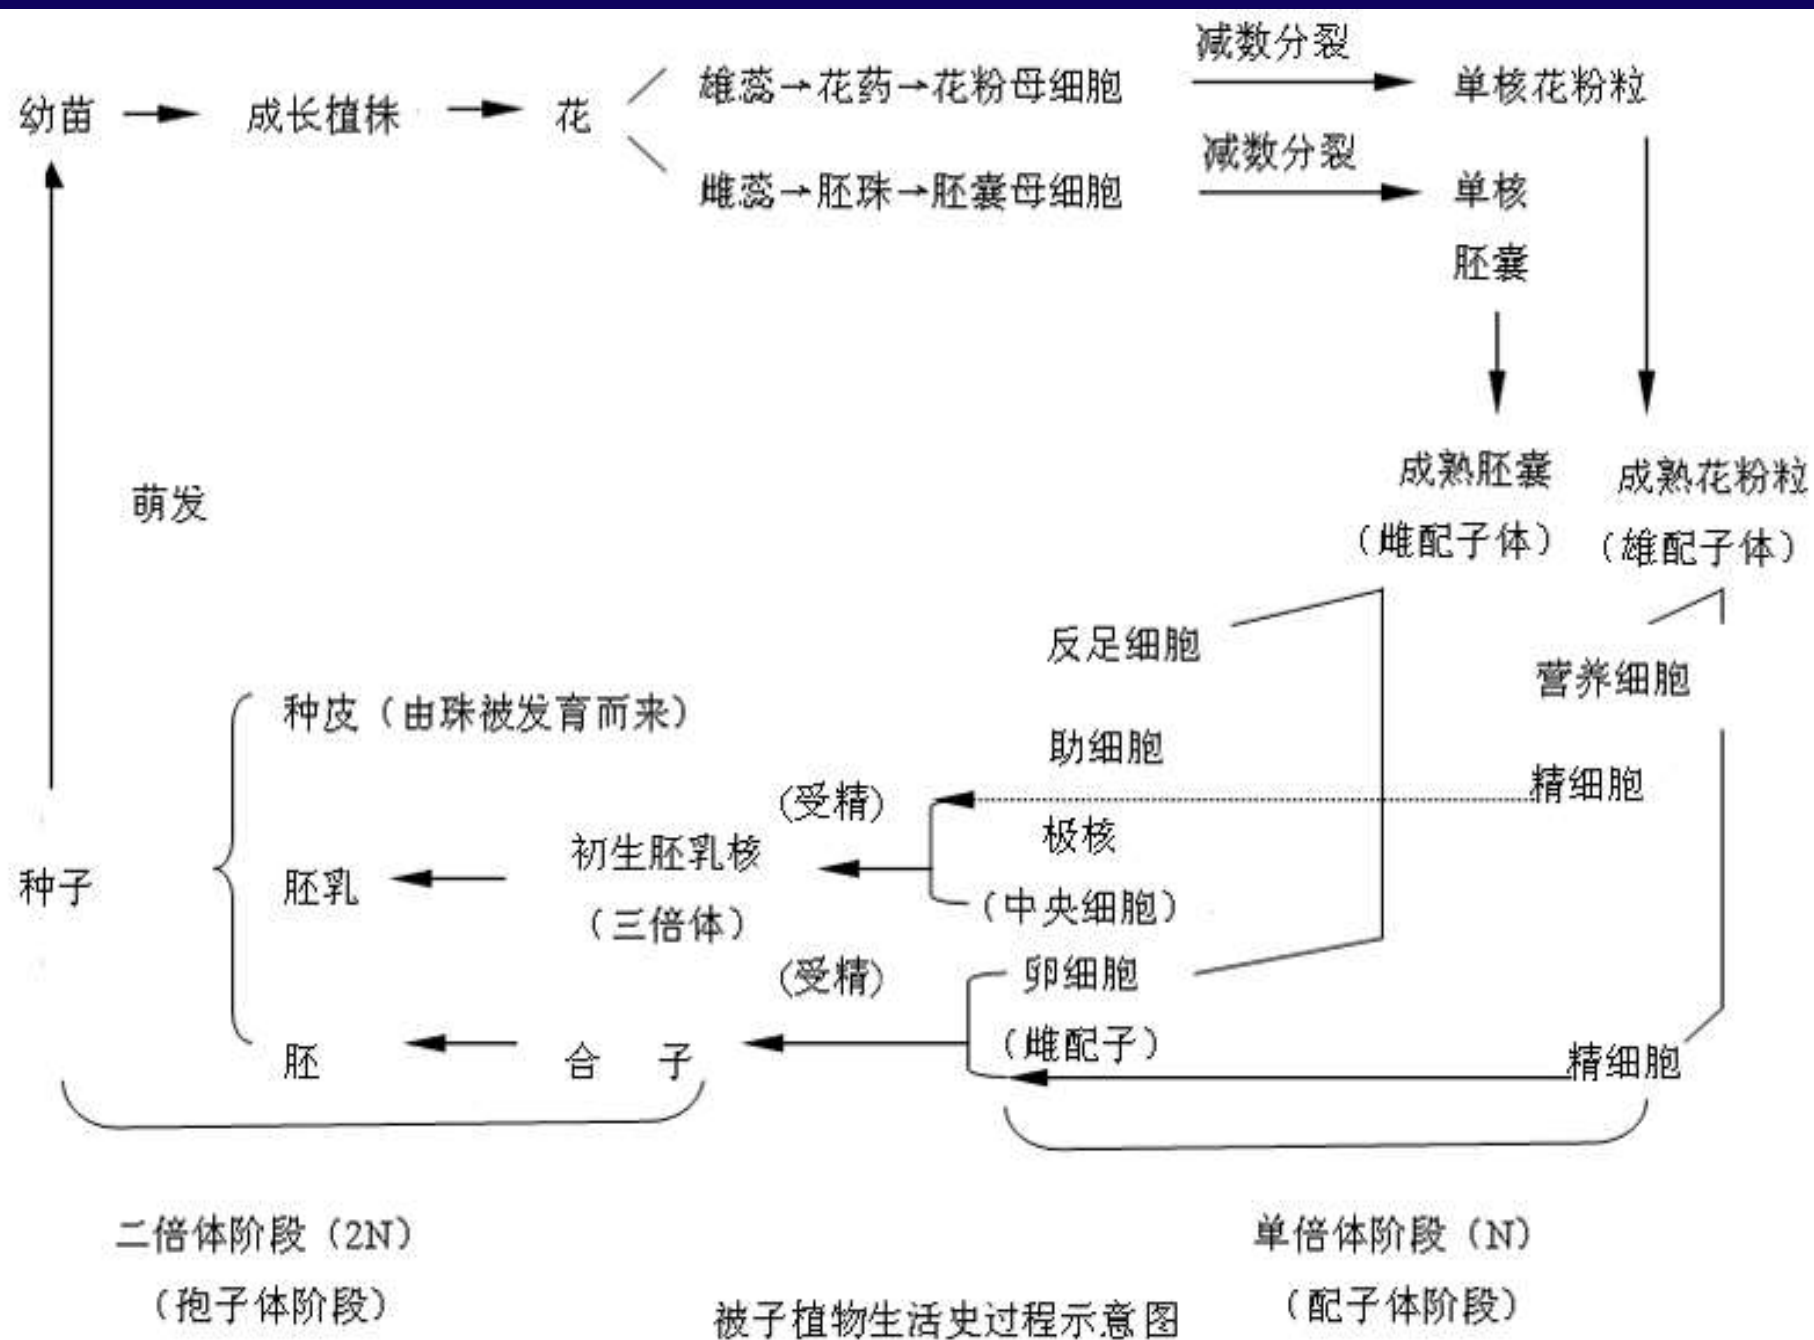 减数分裂
幼苗 → 成长植株 → 花
雄蕊→花药→花粉母细胞
单核花粉粒
减数分裂
雌蕊→胚珠→胚囊母细胞
单核
胚囊
萌发
成熟胚囊
(雌配子体)
成熟花粉粒
(雄配子体)
反足细胞
营养细胞
种皮(由珠被发育而来)
助细胞
(受精)
精细胞
极核
(中央细胞)
初生胚乳核
(三倍体)
胚乳
种子
(受精)
卵细胞
(雌配子)
精细胞
合 子
胚
二倍体阶段(2N)
(孢子体阶段)
单倍体阶段(N)
(配子体阶段)
被子植物生活史过程示意图